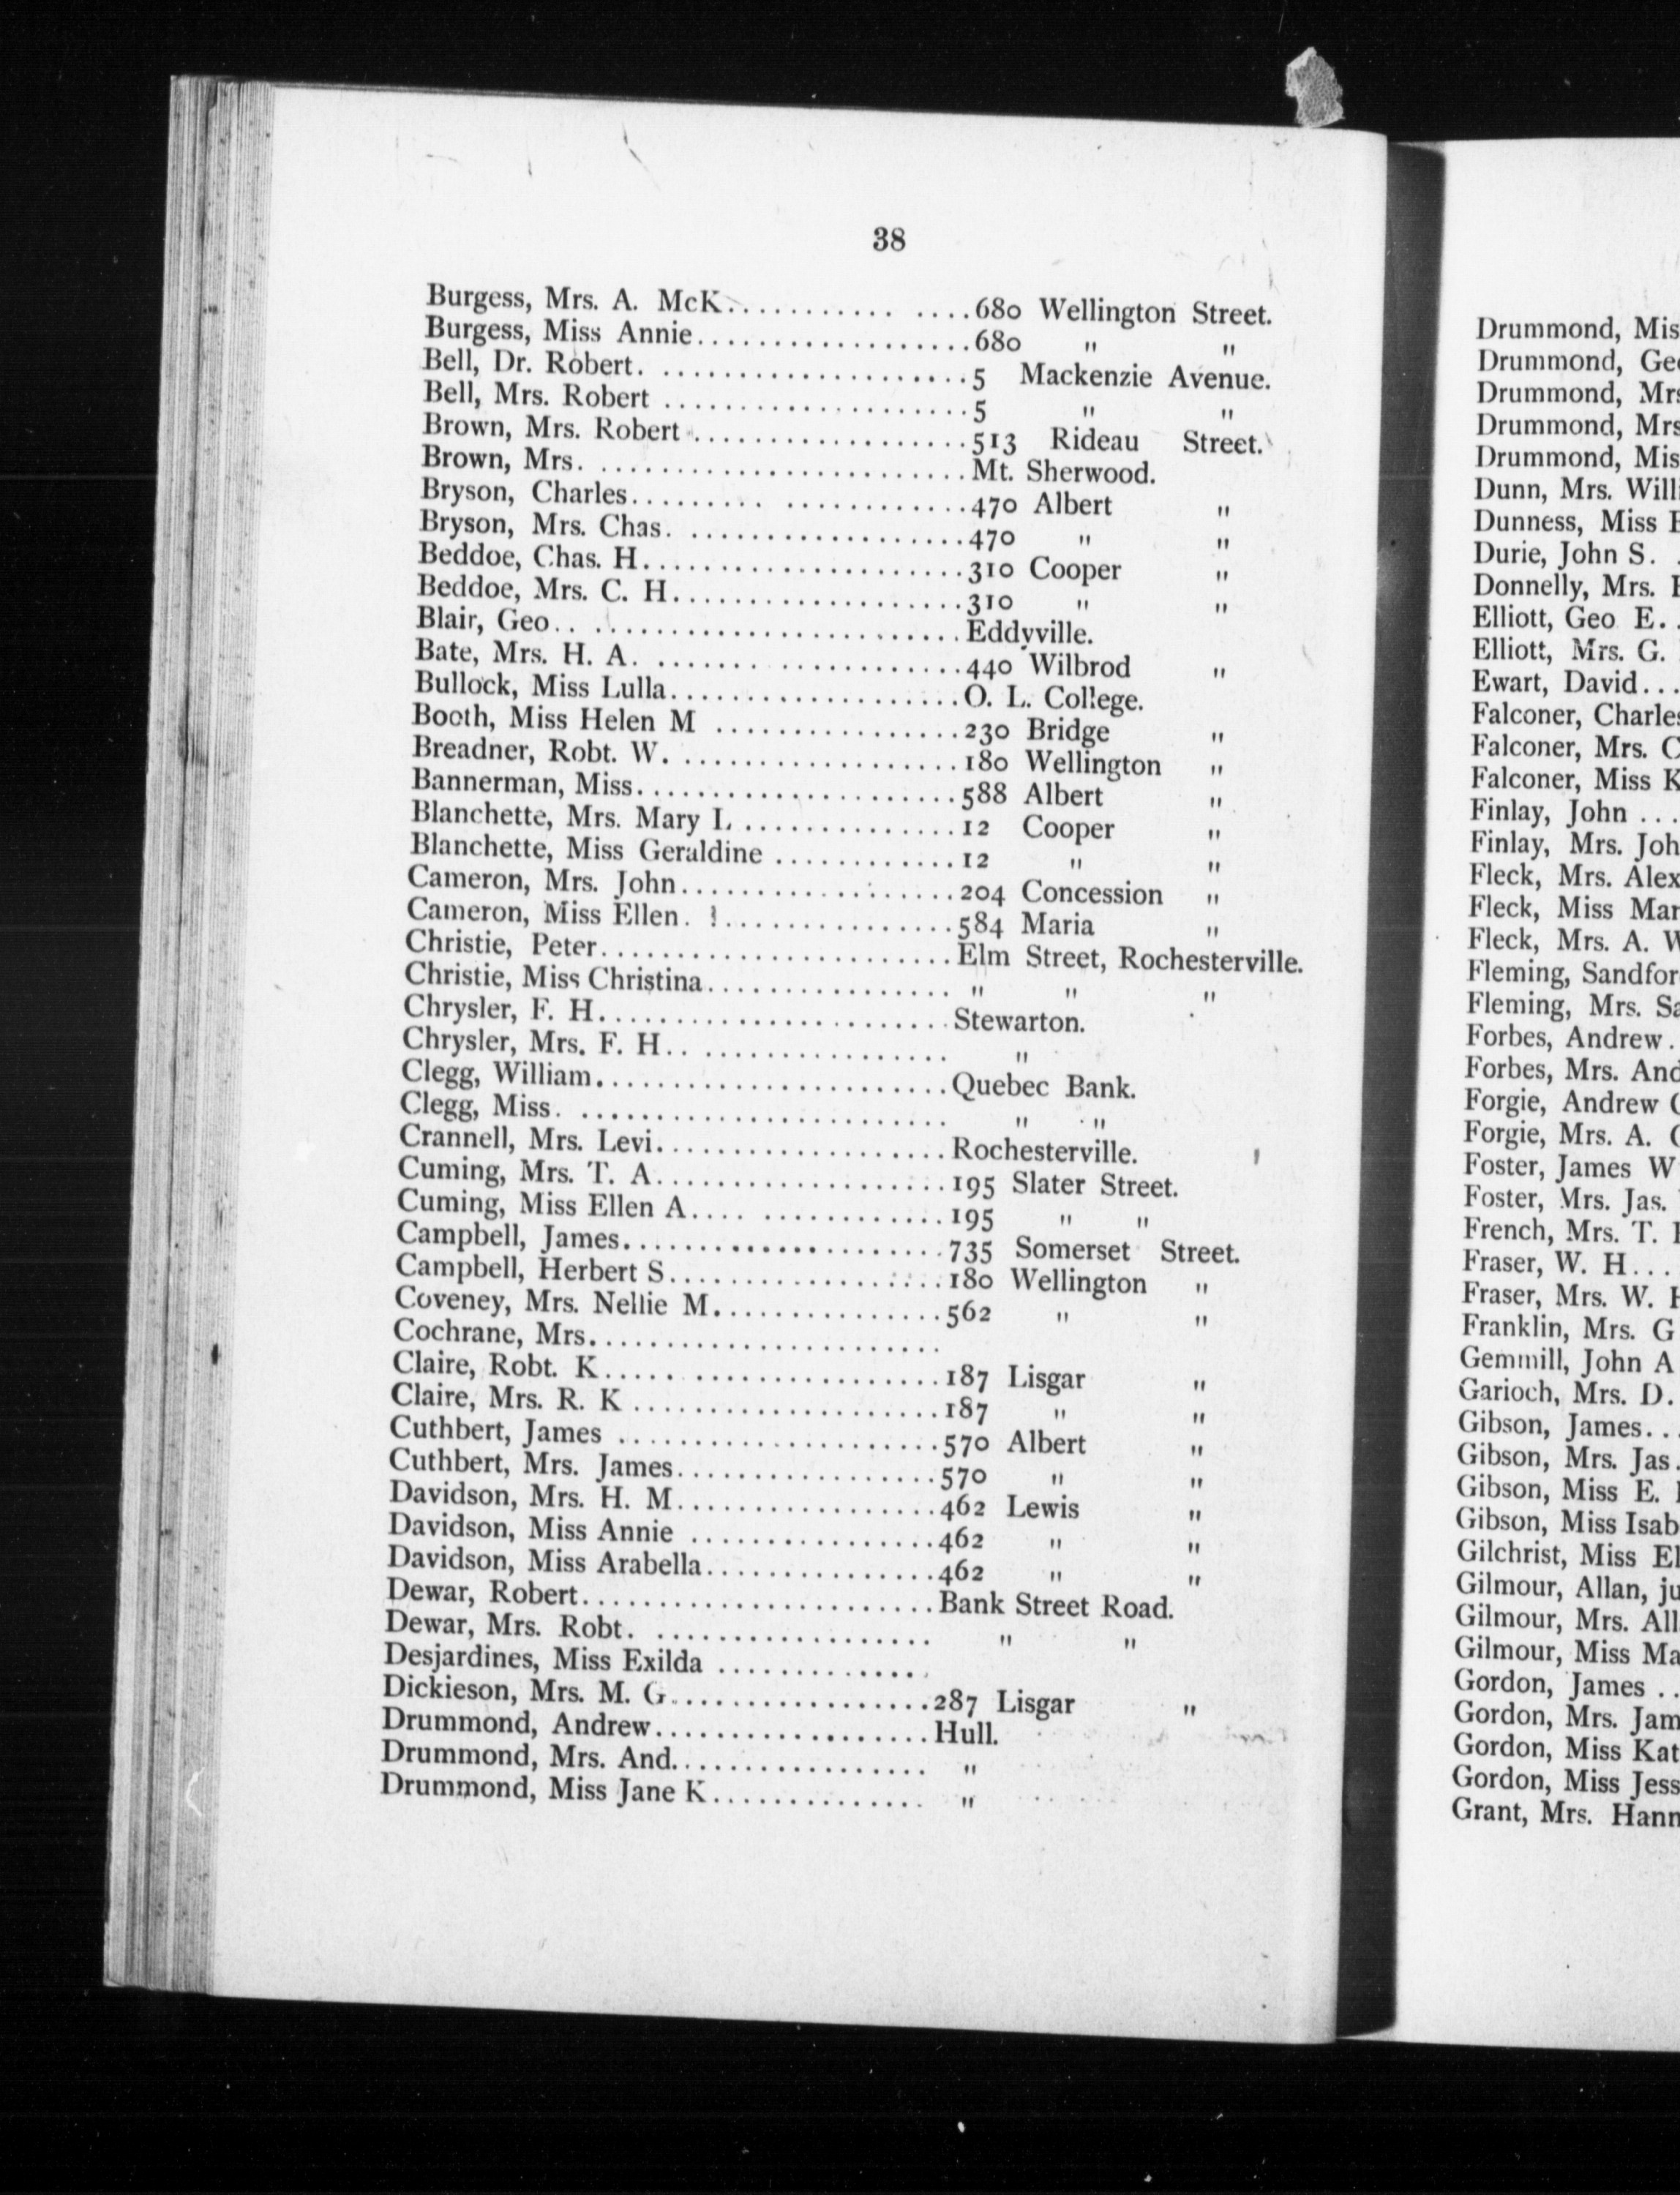 38
Burgess, Mrs. A. McK............ ....680 Wellington Street.
Burgess, Miss Annie..................680 " "
Bell, Dr. Robert. ....................5 Mackenzie Avenue.
Bell, Mrs. Robert ....................5 " "
Brown, Mrs. Robert ..................513 Rideau Street.
Brown, Mrs. ........................Mt. Sherwood.
Bryson, Charles......... ............470 Albert "
Bryson, Mrs. Chas. ..................470 " "
Beddoe, Chas. H.....................310 Cooper "
Beddoe, Mrs. C. H...................310 " "
Blair, Geo.. ........................Eddyville.
Bate, Mrs. H. A. ....................440 Wilbrod "
Bullock, Miss Lulla...................O. L. College.
Booth, Miss Helen M ................230 Bridge "
Breadner, Robt. W. ..................180 Wellington "
Bannerman, Miss.....................588 Albert "
Blanchette, Mrs. Mary L ..............12 Cooper "
Blanchette, Miss Geraldine ............12 " "
Cameron, Mrs. John..................204 Concession "
Cameron, Miss Ellen. ...............584 Maria "
Christie, Peter.......................Elm Street, Rochesterville.
Christie, Miss Christina................ " " "
Chrysler, F. H.......................Stewarton.
Chrysler, Mrs. F. H.. ................ "
Clegg, William.......................Quebec Bank.
Clegg, Miss. ........................ " "
Crannell, Mrs. Levi...................Rochesterville.
Cuming, Mrs. T. A...................195 Slater Street.
Cuming, Miss Ellen A.... ............195 " "
Campbell, James.....................735 Somerset Street.
Campbell, Herbert S..................180 Wellington "
Coveney, Mrs. Nellie M...............562 " "
Cochrane, Mrs.......................
Claire, Robt. K..... .................187 Lisgar "
Claire, Mrs. R. K ....................187 " "
Cuthbert, James .....................570 Albert "
Cuthbert, Mrs. James.................570 " "
Davidson, Mrs. H. M.................462 Lewis "
Davidson, Miss Annie ................462 " "
Davidson, Miss Arabella...............462 " "
Dewar, Robert.......................Bank Street Road.
Dewar, Mrs. Robt. .................. " "
Desjardines, Miss Exilda ..............
Dickieson, Mrs. M. G.................287 Lisgar "
Drummond, Andrew..................Hull.
Drummond, Mrs. And................. "
Drummond, Miss Jane K.............. "
Drummond,
Drummond,
Drummond,
Drummond,
Drummond,
Dunn, Mrs.
Dunness, Miss
Durie, John S.
Donnelly, Mrs.
Elliott, Geo E..
Elliott, Mrs. G.
Ewart, David...
Falconer,
Falconer, Mrs.
Falconer, Miss
Finlay, John ...
Finlay, Mrs.
Fleck, Mrs.
Fleck, Miss
Fleck, Mrs. A.
Fleming,
Fleming, Mrs.
Forbes, Andrew.
Forbes, Mrs.
Forgie, Andrew
Forgie, Mrs. A.
Foster, James W
Foster, Mrs. Jas.
French, Mrs. T.
Fraser, W. H...
Fraser, Mrs. W.
Franklin, Mrs. G
Gemmill, John A
Garioch, Mrs. D.
Gibson, James...
Gibson, Mrs. Jas.
Gibson, Miss E.
Gibson, Miss
Gilchrist, Miss
Gilmour, Allan,
Gilmour, Mrs.
Gilmour, Miss
Gordon, James ..
Gordon, Mrs.
Gordon, Miss
Gordon, Miss
Grant, Mrs.